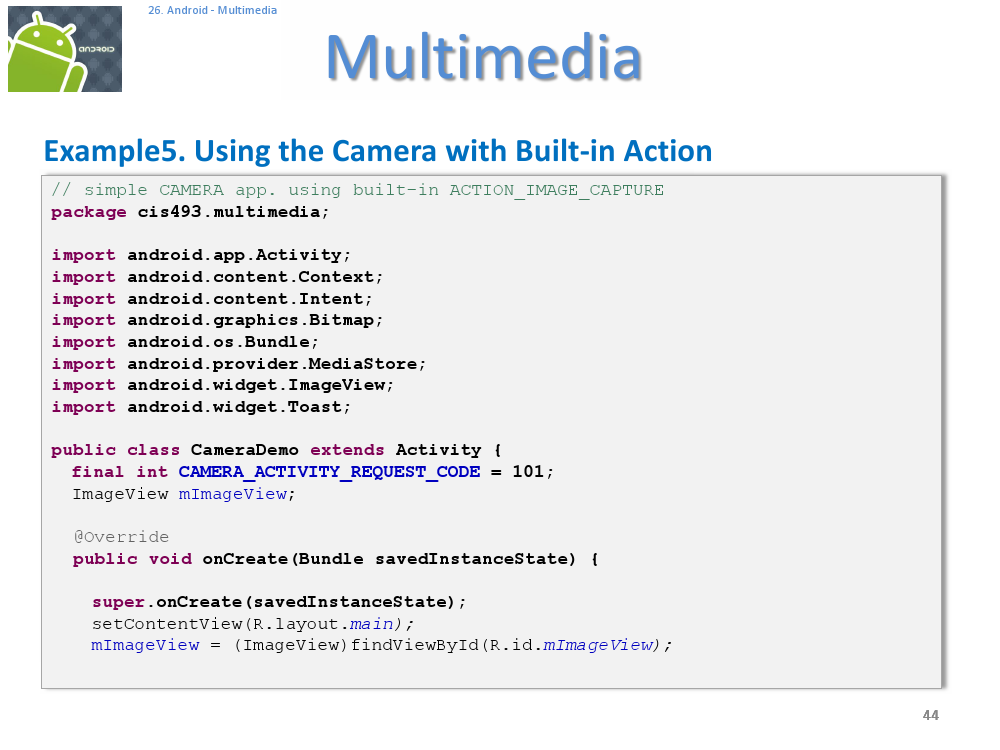 26. Android - Multimedia
ANDROID
Multimedia
Example5. Using the Camera with Built-in Action
// simple CAMERA app. using built-in ACTION_IMAGE_CAPTURE
package cis493.multimedia;
import android.app.Activity;
import android.content.Context;
import android.content.Intent;
import android.graphics.Bitmap;
import android.os.Bundle;
import android.provider.MediaStore;
import android.widget.ImageView;
import android.widget.Toast;
public class CameraDemo extends Activity {
final int CAMERA_ACTIVITY_REQUEST_CODE = 101;
ImageView mImageView;
@Override
public void onCreate(Bundle savedInstanceState) {
super.onCreate(savedInstanceState);
setContentView(R.layout.main);
mImageView = (ImageView)findViewById(R.id.mImageView);
44